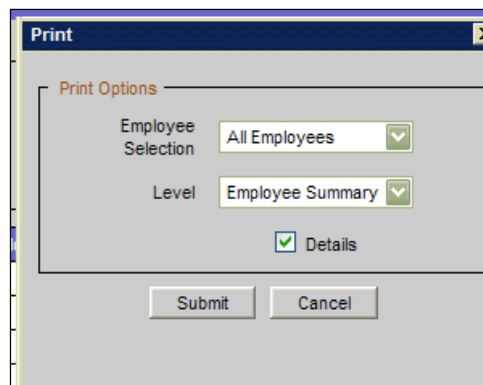 Print
Print Options
Employee
Selection
All Employees
Level
Employee Summary
Details
Submit
Cancel